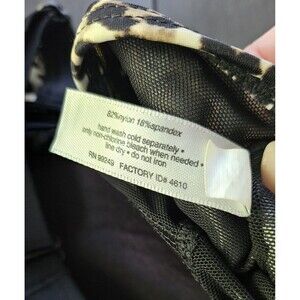 82%nylon 18%spandex
hand wash cold separately •
only non-chlorine bleach when needed •
line dry • do not iron
RN 99249 FACTORY ID# 4610